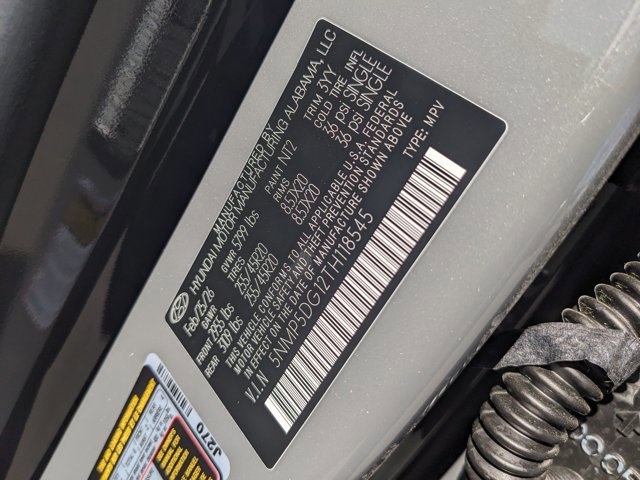 MANUFACTURED BY
HYUNDAI MOTOR MANUFACTURING ALABAMA, LLC
Feb/25/26 GVWR 5799 lbs PAINT NT2 TRIM 3YY
GAWR TIRES RIMS COLD TIRE INFL
FRONT 2955 lbs 255/45R20 8.5JX20 36 psi SINGLE
REAR 3109 lbs 255/45R20 8.5JX20 36 psi SINGLE
THIS VEHICLE CONFORMS TO ALL APPLICABLE U.S.A. FEDERAL
MOTOR VEHICLE SAFETY AND THEFT PREVENTION STANDARDS
IN EFFECT ON THE DATE OF MANUFACTURE SHOWN ABOVE
V.I.N 5NMP5DG12TH118545 TYPE: MPV
J270